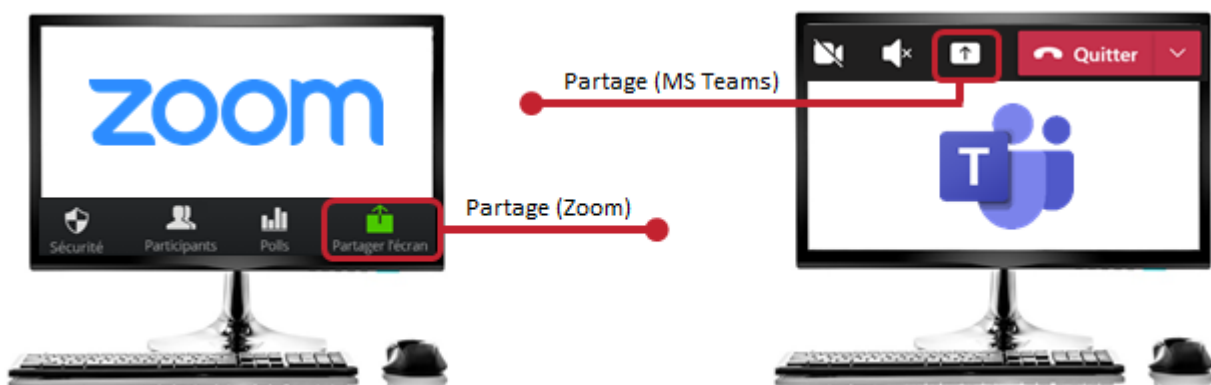 zoom
Sécurité
Participants
Polls
Partager l'écran
Partage (Zoom)
Partage (MS Teams)
Quitter
T